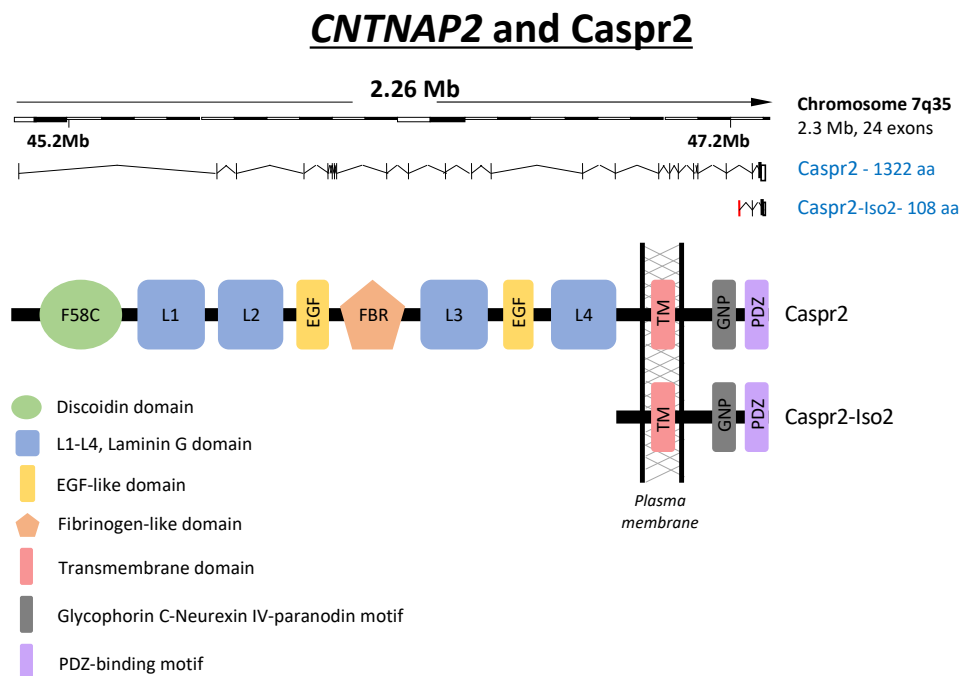 CNTNAP2 and Caspr2
2.26 Mb
45.2Mb
47.2Mb
Chromosome 7q35
2.3 Mb, 24 exons
Caspr2 - 1322 aa
Caspr2-Iso2- 108 aa
F58C
L1
L2
EGF
FBR
L3
EGF
L4
TM
GNP
PDZ
Caspr2
TM
GNP
PDZ
Caspr2-Iso2
Plasma
membrane
Discoidin domain
L1-L4, Laminin G domain
EGF-like domain
Fibrinogen-like domain
Transmembrane domain
Glycophorin C-Neurexin IV-paranodin motif
PDZ-binding motif